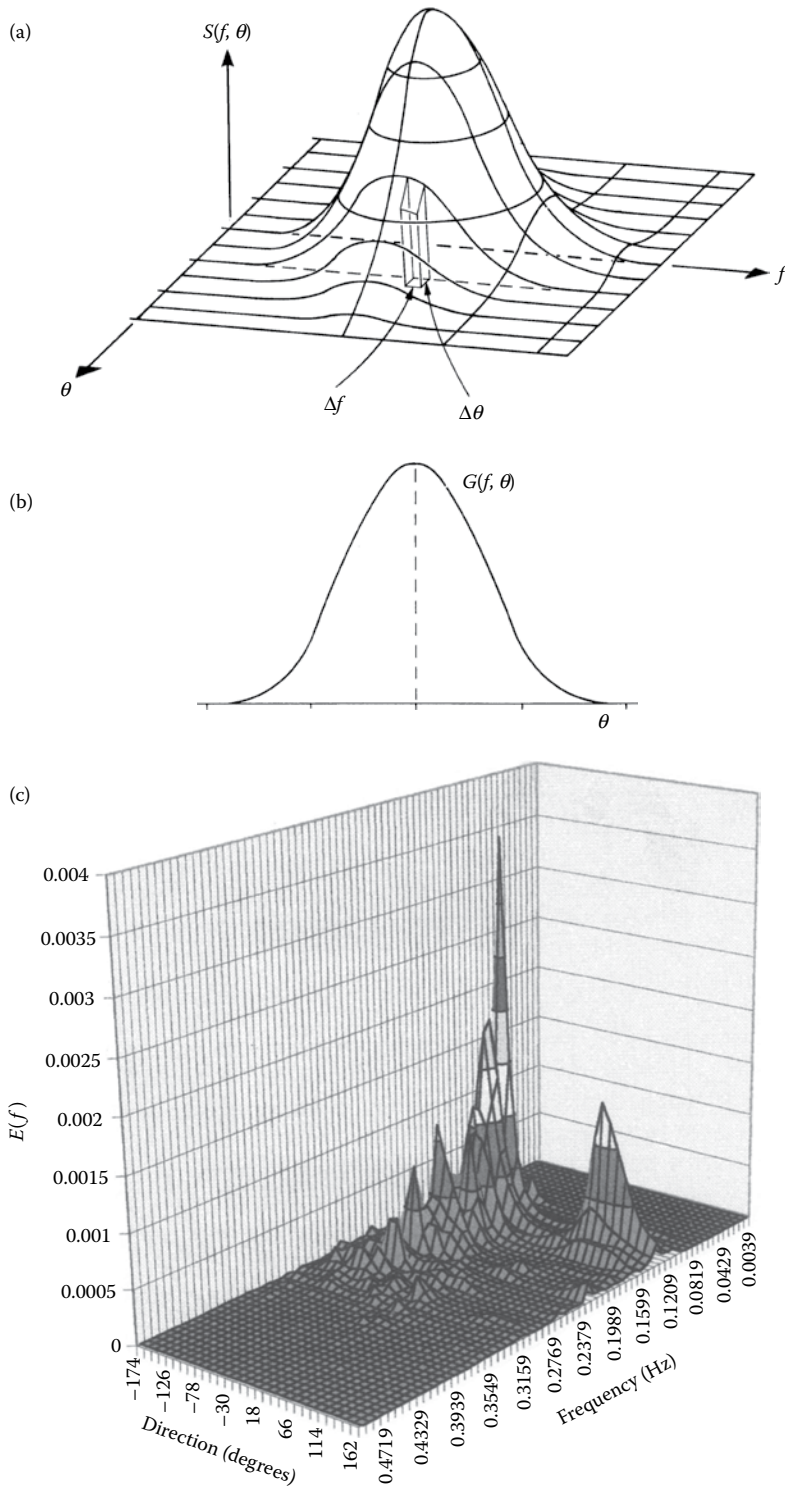 (a)
S(f, θ)
f
θ
Δf
Δθ
(b)
G(f, θ)
θ
(c)
0.004
0.0035
0.003
0.0025
0.002
0.0015
0.001
0.0005
0
E(f)
−174
−126
−78
−30
18
66
114
162
Direction (degrees)
0.4719
0.4329
0.3939
0.3549
0.3159
0.2769
0.2379
0.1989
0.1599
0.1209
0.0819
0.0429
0.0039
Frequency (Hz)